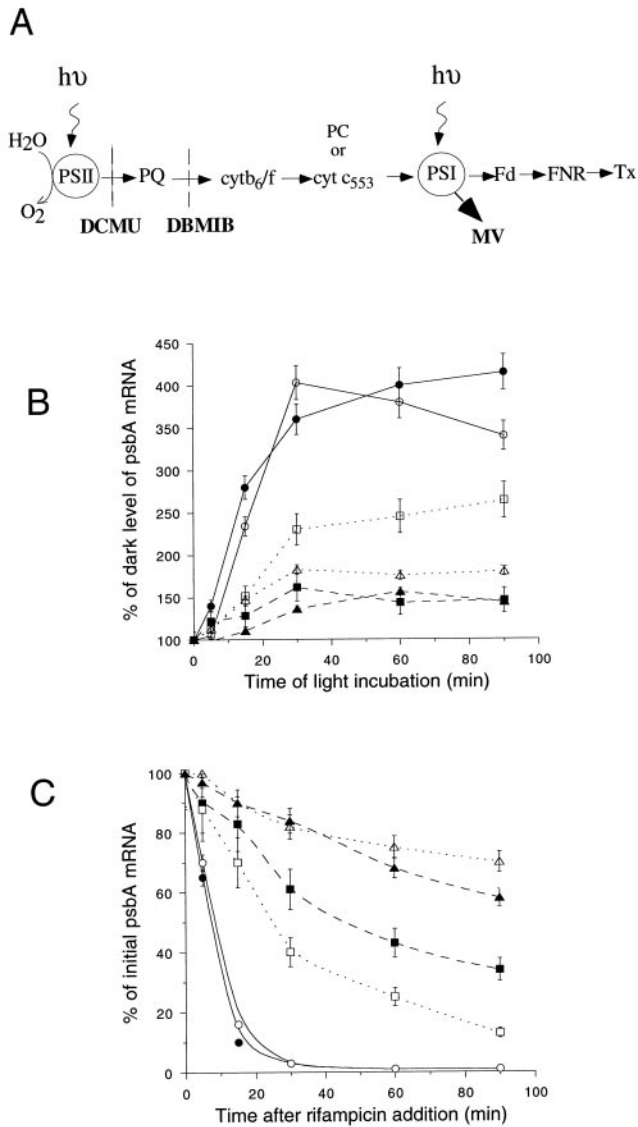 A
hυ
hυ
H2O
PSII
O2
DCMU
PQ
DBMIB
cytb6/f
PC
or
cyt c553
PSI
Fd
FNR
Tx
MV
B
% of dark level of psbA mRNA
450
400
350
300
250
200
150
100
0
20
40
60
80
100
Time of light incubation (min)
C
% of initial psbA mRNA
100
80
60
40
20
0
0
20
40
60
80
100
Time after rifampicin addition (min)